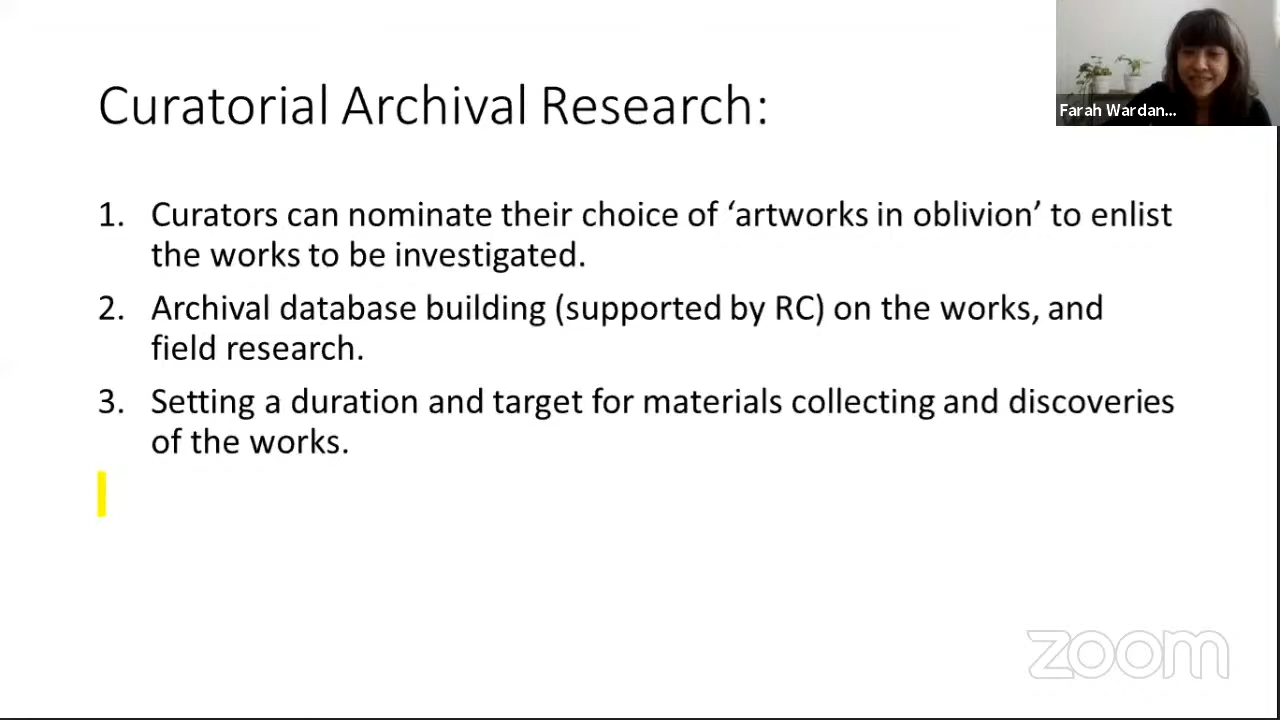 Curatorial Archival Research:
Farah Wardan...
1. Curators can nominate their choice of ‘artworks in oblivion’ to enlist
the works to be investigated.
2. Archival database building (supported by RC) on the works, and
field research.
3. Setting a duration and target for materials collecting and discoveries
of the works.
zoom